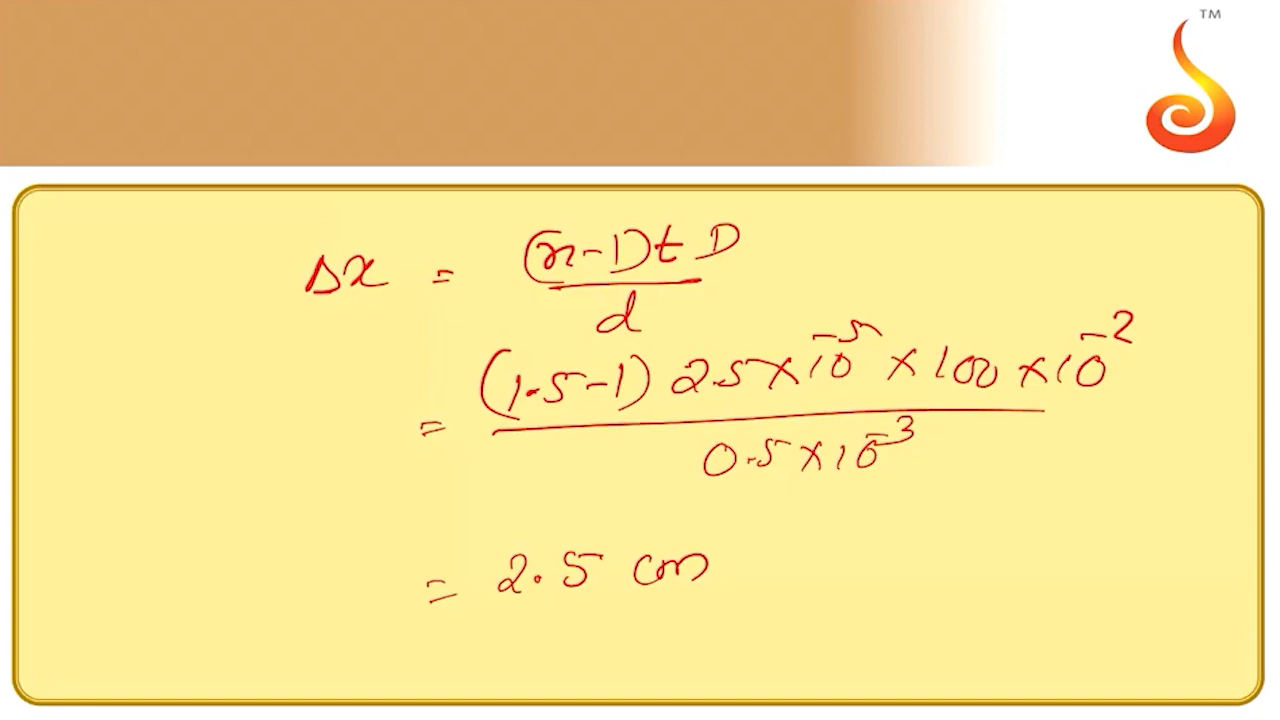 TM
Δx = (n-1)t D
d
= (1.5-1) 2.5×10⁻⁵ × 100 × 10⁻²
0.5×10⁻³
= 2.5 cm